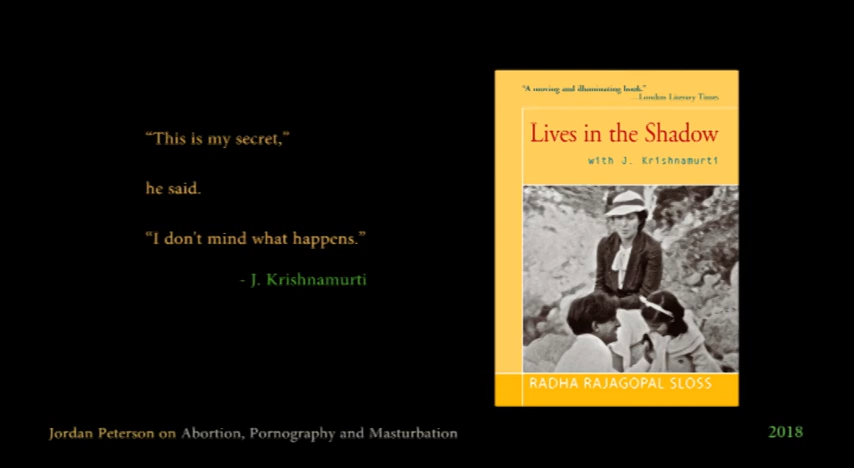 “This is my secret,”
he said.
“I don't mind what happens.”
- J. Krishnamurti
“A moving and illuminating book.”
—London Literary Times
Lives in the Shadow
with J. Krishnamurti
RADHA RAJAGOPAL SLOSS
Jordan Peterson on Abortion, Pornography and Masturbation
2018